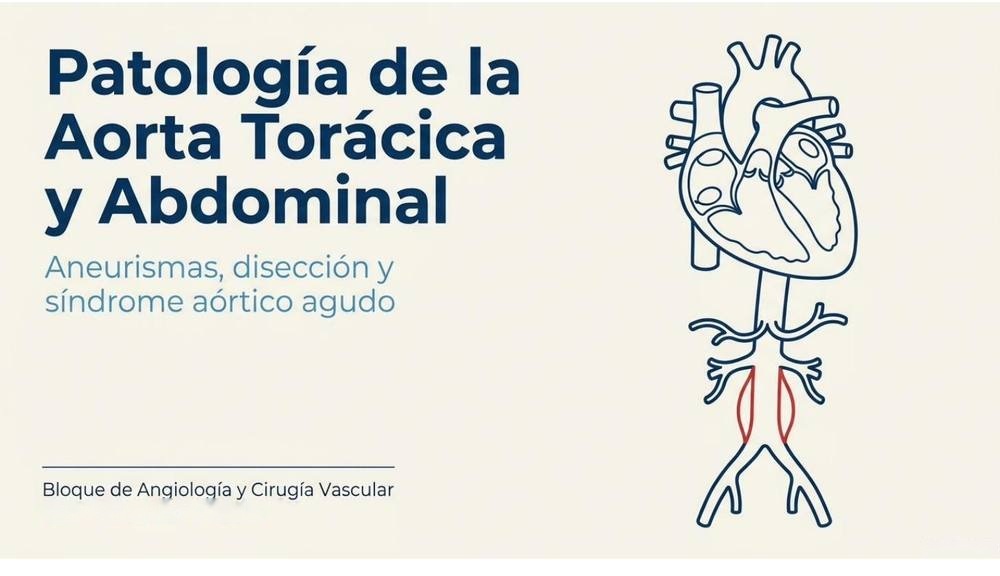 Patología de la
Aorta Torácica
y Abdominal
Aneurismas, disección y
síndrome aórtico agudo
Bloque de Angiología y Cirugía Vascular